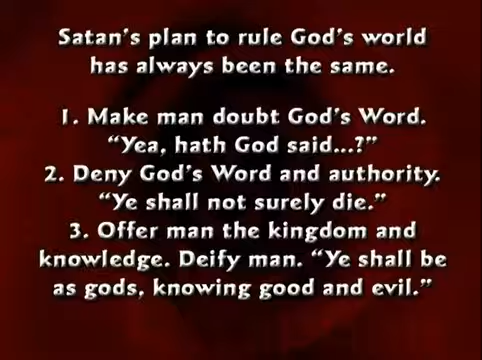 Satan's plan to rule God's world
has always been the same.
1. Make man doubt God's Word.
"Yea, hath God said...?"
2. Deny God's Word and authority.
"Ye shall not surely die."
3. Offer man the kingdom and
knowledge. Deify man. "Ye shall be
as gods, knowing good and evil."